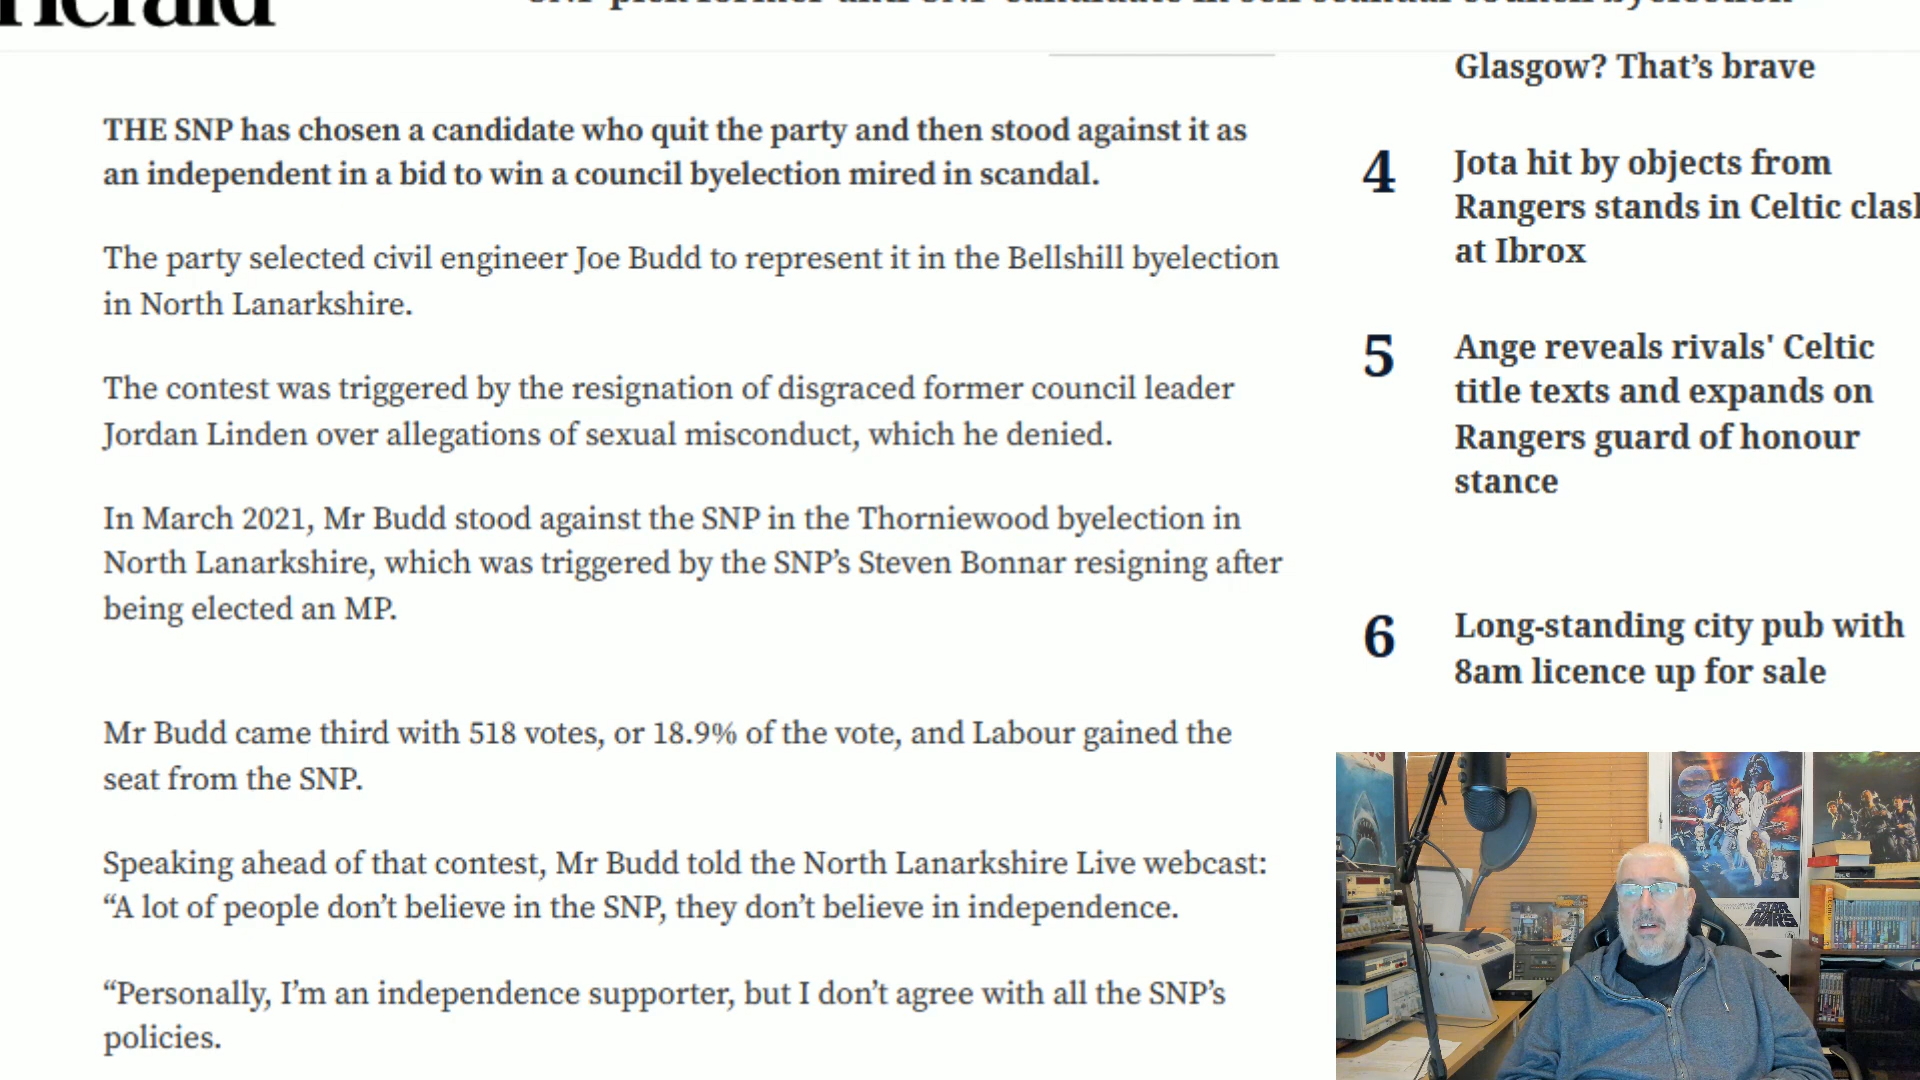 Herald
SNP pick former anti-SNP candidate in sex scandal council byelection
THE SNP has chosen a candidate who quit the party and then stood against it as
an independent in a bid to win a council byelection mired in scandal.
The party selected civil engineer Joe Budd to represent it in the Bellshill byelection
in North Lanarkshire.
The contest was triggered by the resignation of disgraced former council leader
Jordan Linden over allegations of sexual misconduct, which he denied.
In March 2021, Mr Budd stood against the SNP in the Thorniewood byelection in
North Lanarkshire, which was triggered by the SNP’s Steven Bonnar resigning after
being elected an MP.
Mr Budd came third with 518 votes, or 18.9% of the vote, and Labour gained the
seat from the SNP.
Speaking ahead of that contest, Mr Budd told the North Lanarkshire Live webcast:
“A lot of people don’t believe in the SNP, they don’t believe in independence.
“Personally, I’m an independence supporter, but I don’t agree with all the SNP’s
policies.
Glasgow? That’s brave
4
Jota hit by objects from
Rangers stands in Celtic clash
at Ibrox
5
Ange reveals rivals' Celtic
title texts and expands on
Rangers guard of honour
stance
6
Long-standing city pub with
8am licence up for sale
STAR
WARS